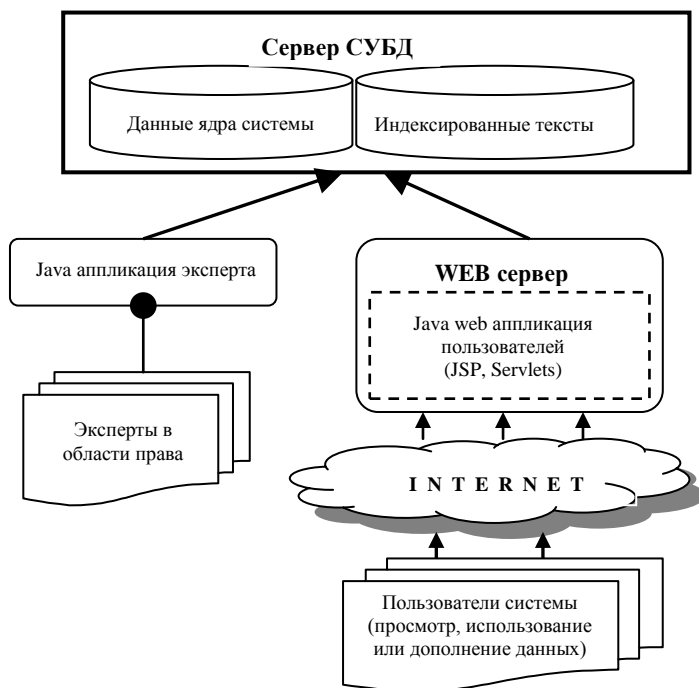 Сервер СУБД
Данные ядра системы
Индексированные тексты
Java аппликация эксперта
WEB сервер
Java web аппликация
пользователей
(JSP, Servlets)
Эксперты в
области права
I N T E R N E T
Пользователи системы
(просмотр, использование
или дополнение данных)